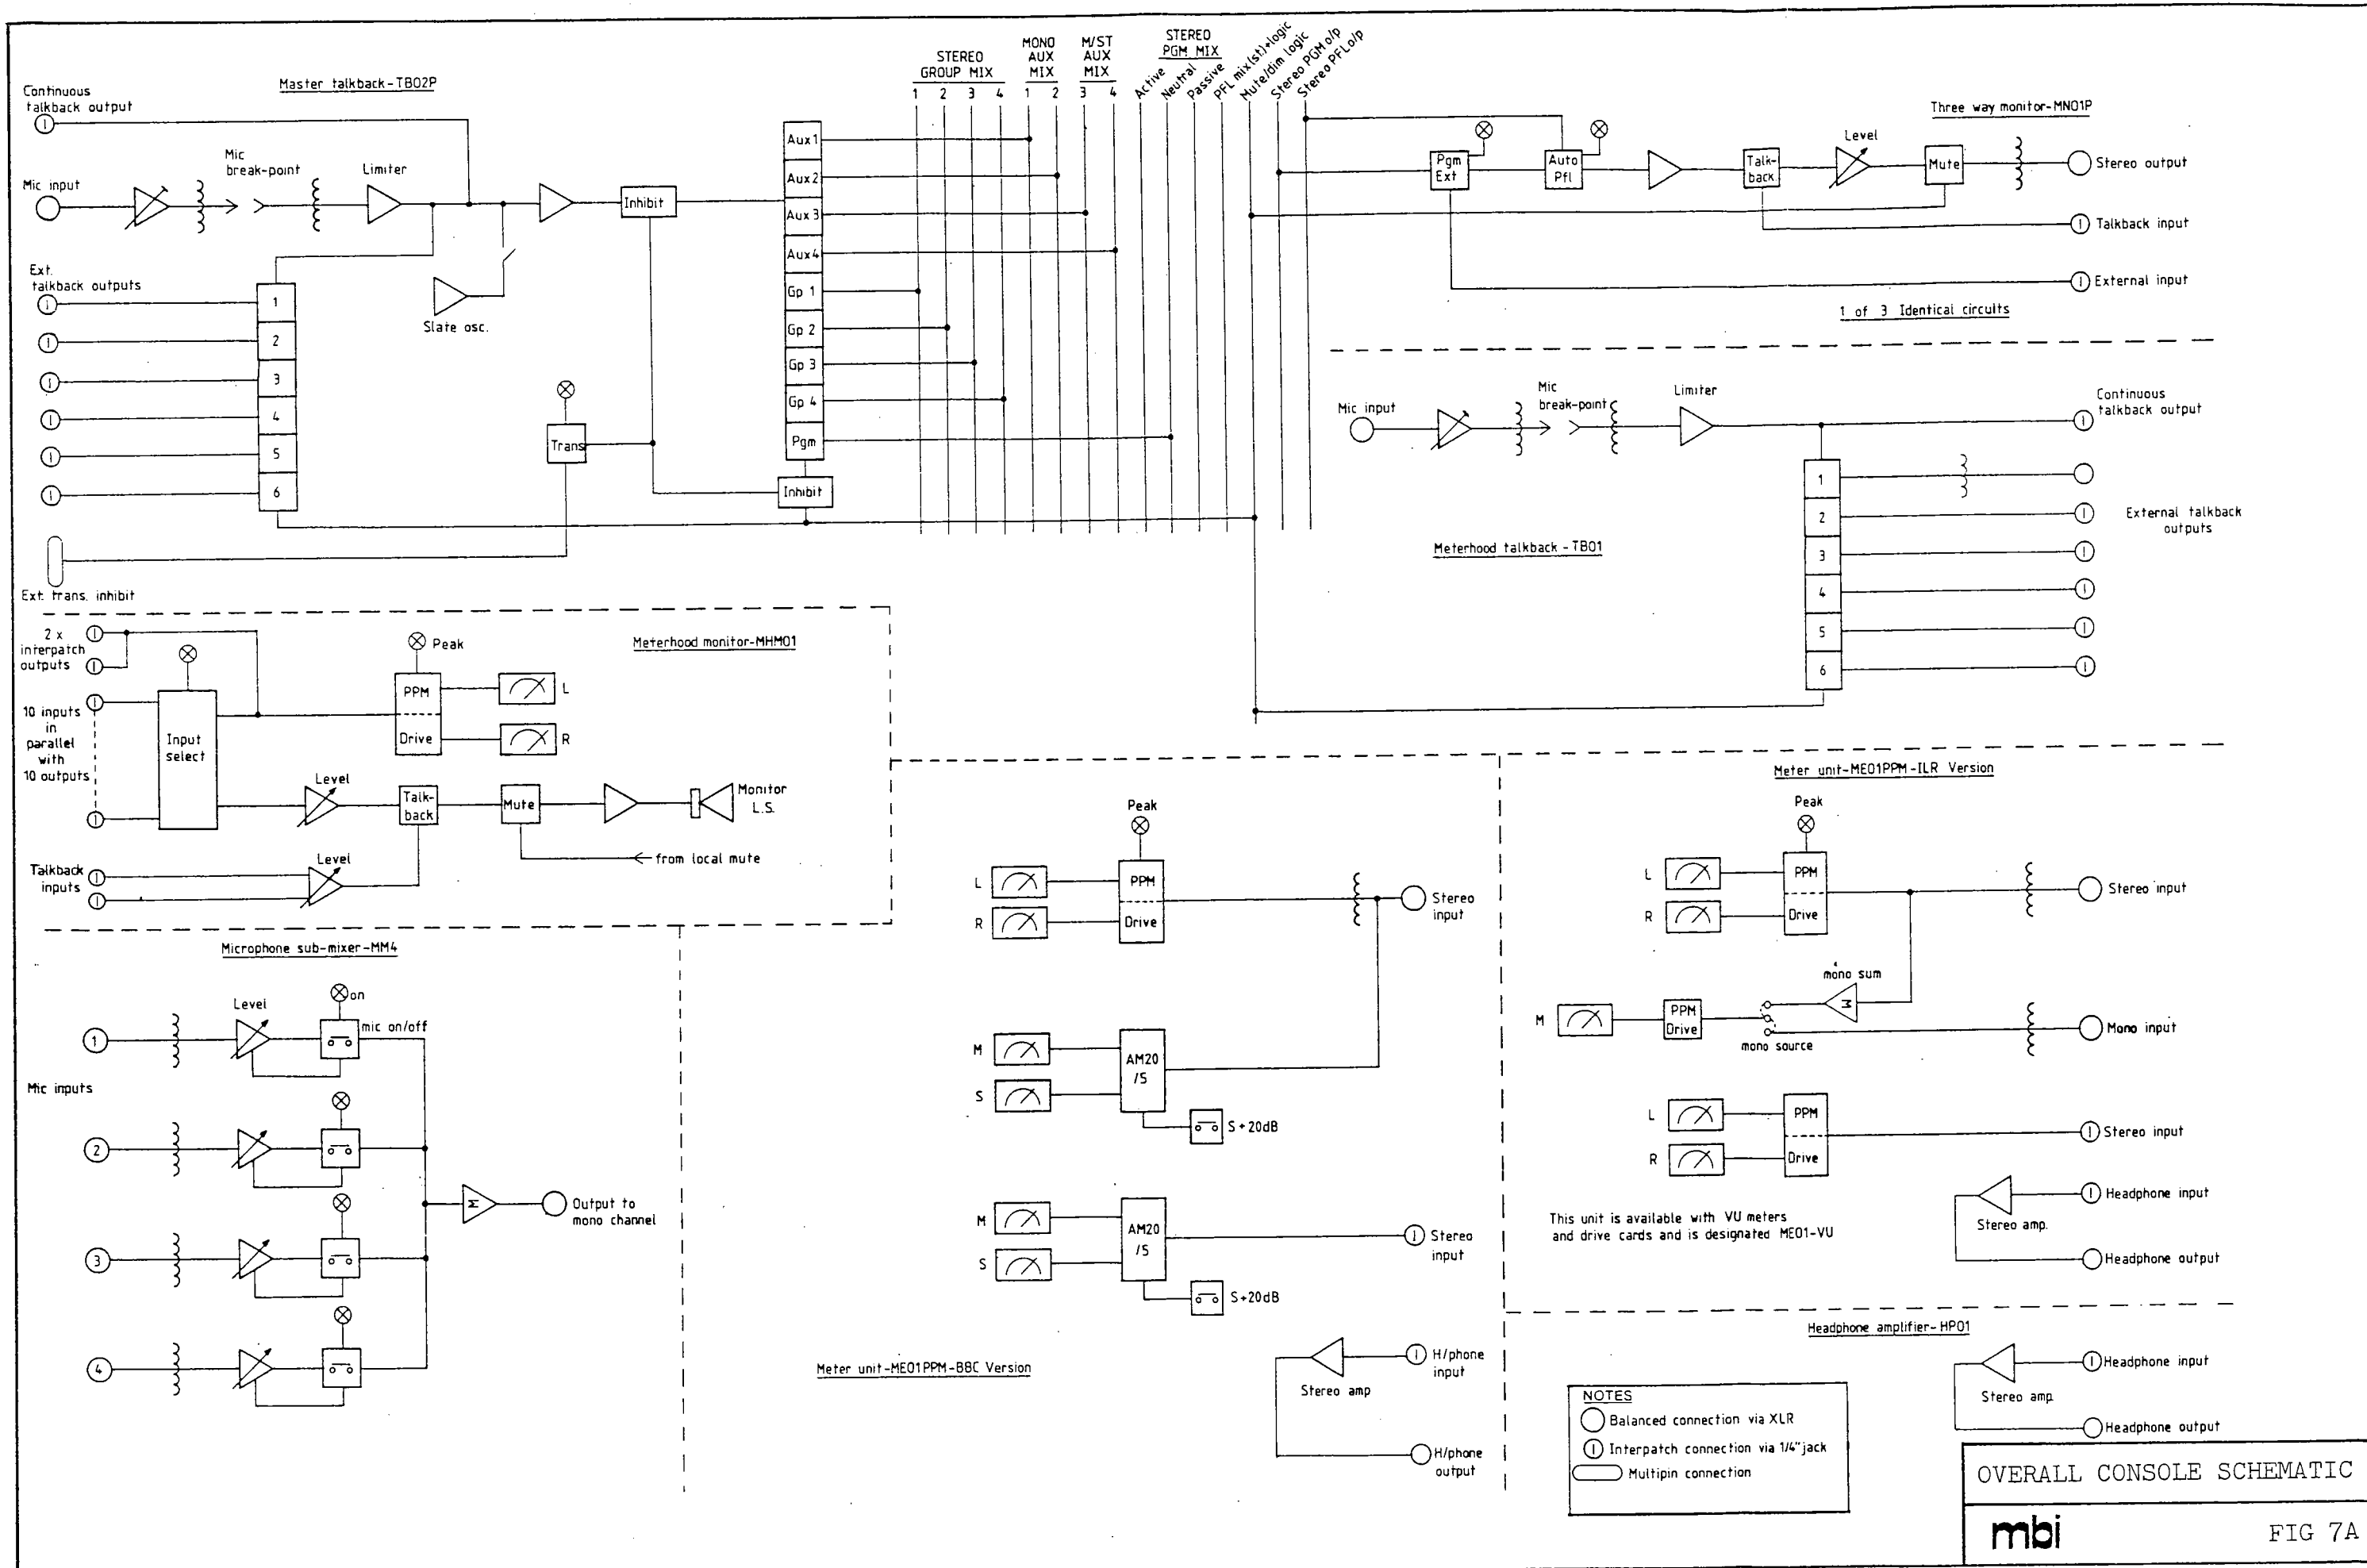 STEREO
GROUP MIX
1 2 3 4
MONO
AUX
MIX
1 2
M/ST
AUX
MIX
3 4
STEREO
PGM MIX
Active
Neutral
Passive
PFL mix(st)+logic
Mute/dim logic
Stereo PGM o/p
Stereo PFL o/p
Master talkback-TB02P
Continuous
talkback output
Mic input
Mic
break-point
Limiter
Inhibit
Ext.
talkback outputs
1
2
3
4
5
6
Slate osc.
Trans
Inhibit
Aux1
Aux2
Aux 3
Aux4
Gp 1
Gp 2
Gp 3
Gp 4
Pgm
Ext. trans. inhibit
Three way monitor-MN01P
Pgm
Ext
Auto
Pfl
Talk-
back
Level
Mute
Stereo output
Talkback input
External input
1 of 3 Identical circuits
Mic input
Mic
break-point
Limiter
Continuous
talkback output
1
2
3
4
5
6
External talkback
outputs
Meterhood talkback - TB01
2 x
interpatch
outputs
Meterhood monitor-MHM01
Peak
PPM
Drive
L
R
10 inputs
in
parallel
with
10 outputs
Input
select
Level
Talk-
back
Mute
Monitor
L.S.
from local mute
Talkback
inputs
Level
Microphone sub-mixer-MM4
Level
on
mic on/off
1
Mic inputs
2
3
4
Σ
Output to
mono channel
Peak
L
R
PPM
Drive
Stereo
input
M
S
AM20
/S
S+20dB
M
S
AM20
/S
Stereo
input
S+20dB
Meter unit-ME01PPM-BBC Version
Stereo amp
H/phone
input
H/phone
output
Meter unit-ME01PPM-ILR Version
Peak
L
R
PPM
Drive
Stereo input
mono sum
Σ
M
PPM
Drive
mono source
Mono input
L
R
PPM
Drive
Stereo input
This unit is available with VU meters
and drive cards and is designated ME01-VU
Stereo amp.
Headphone input
Headphone output
Headphone amplifier-HP01
Headphone input
Stereo amp.
Headphone output
NOTES
Balanced connection via XLR
Interpatch connection via 1/4" jack
Multipin connection
OVERALL CONSOLE SCHEMATIC
mbi
FIG 7A